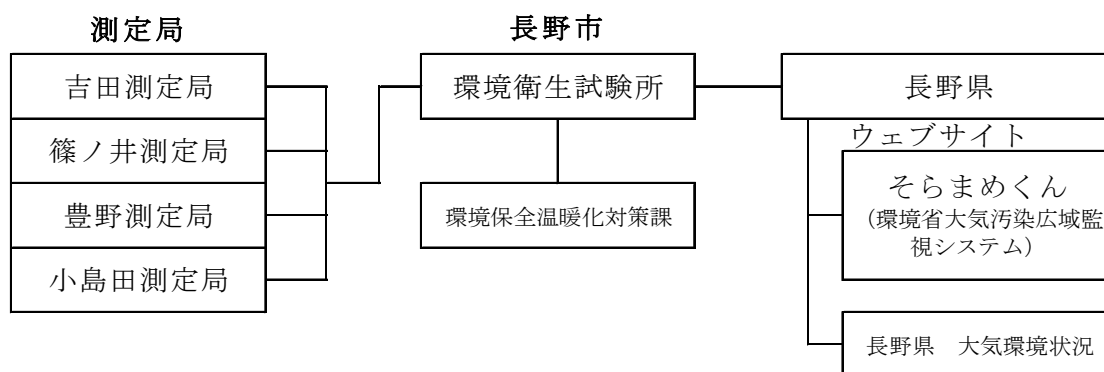 測定局
吉田測定局
篠ノ井測定局
豊野測定局
小島田測定局
長野市
環境衛生試験所
環境保全温暖化対策課
長野県
ウェブサイト
そらまめくん
(環境省大気汚染広域監
視システム)
長野県　大気環境状況